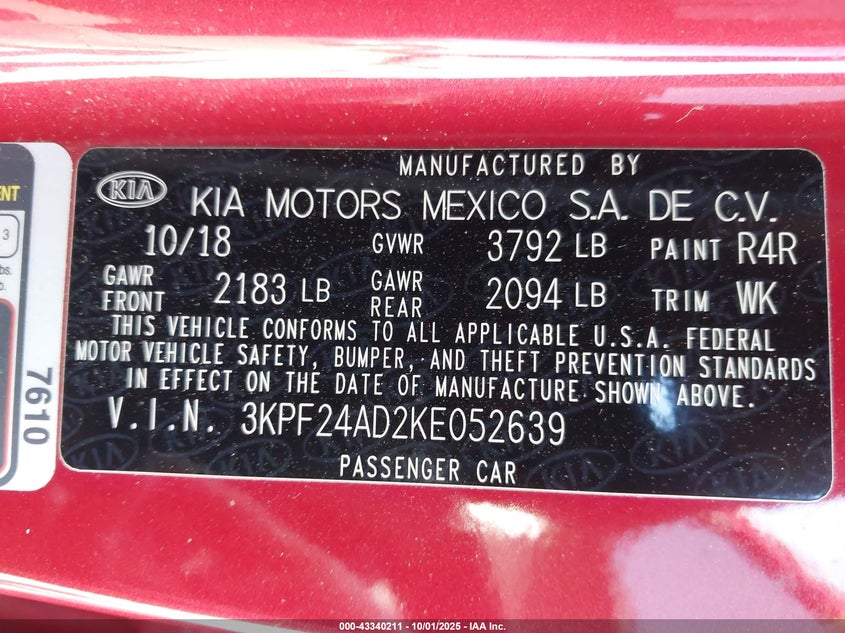 MANUFACTURED BY
KIA KIA MOTORS MEXICO S.A. DE C.V.
10/18 GVWR 3792 LB PAINT R4R
GAWR FRONT 2183 LB GAWR REAR 2094 LB TRIM WK
THIS VEHICLE CONFORMS TO ALL APPLICABLE U.S.A. FEDERAL
MOTOR VEHICLE SAFETY, BUMPER, AND THEFT PREVENTION STANDARDS
IN EFFECT ON THE DATE OF MANUFACTURE SHOWN ABOVE.
V.I.N. 3KPF24AD2KE052639
PASSENGER CAR
7610
3
000-43340211 - 10/01/2025 - IAA Inc.